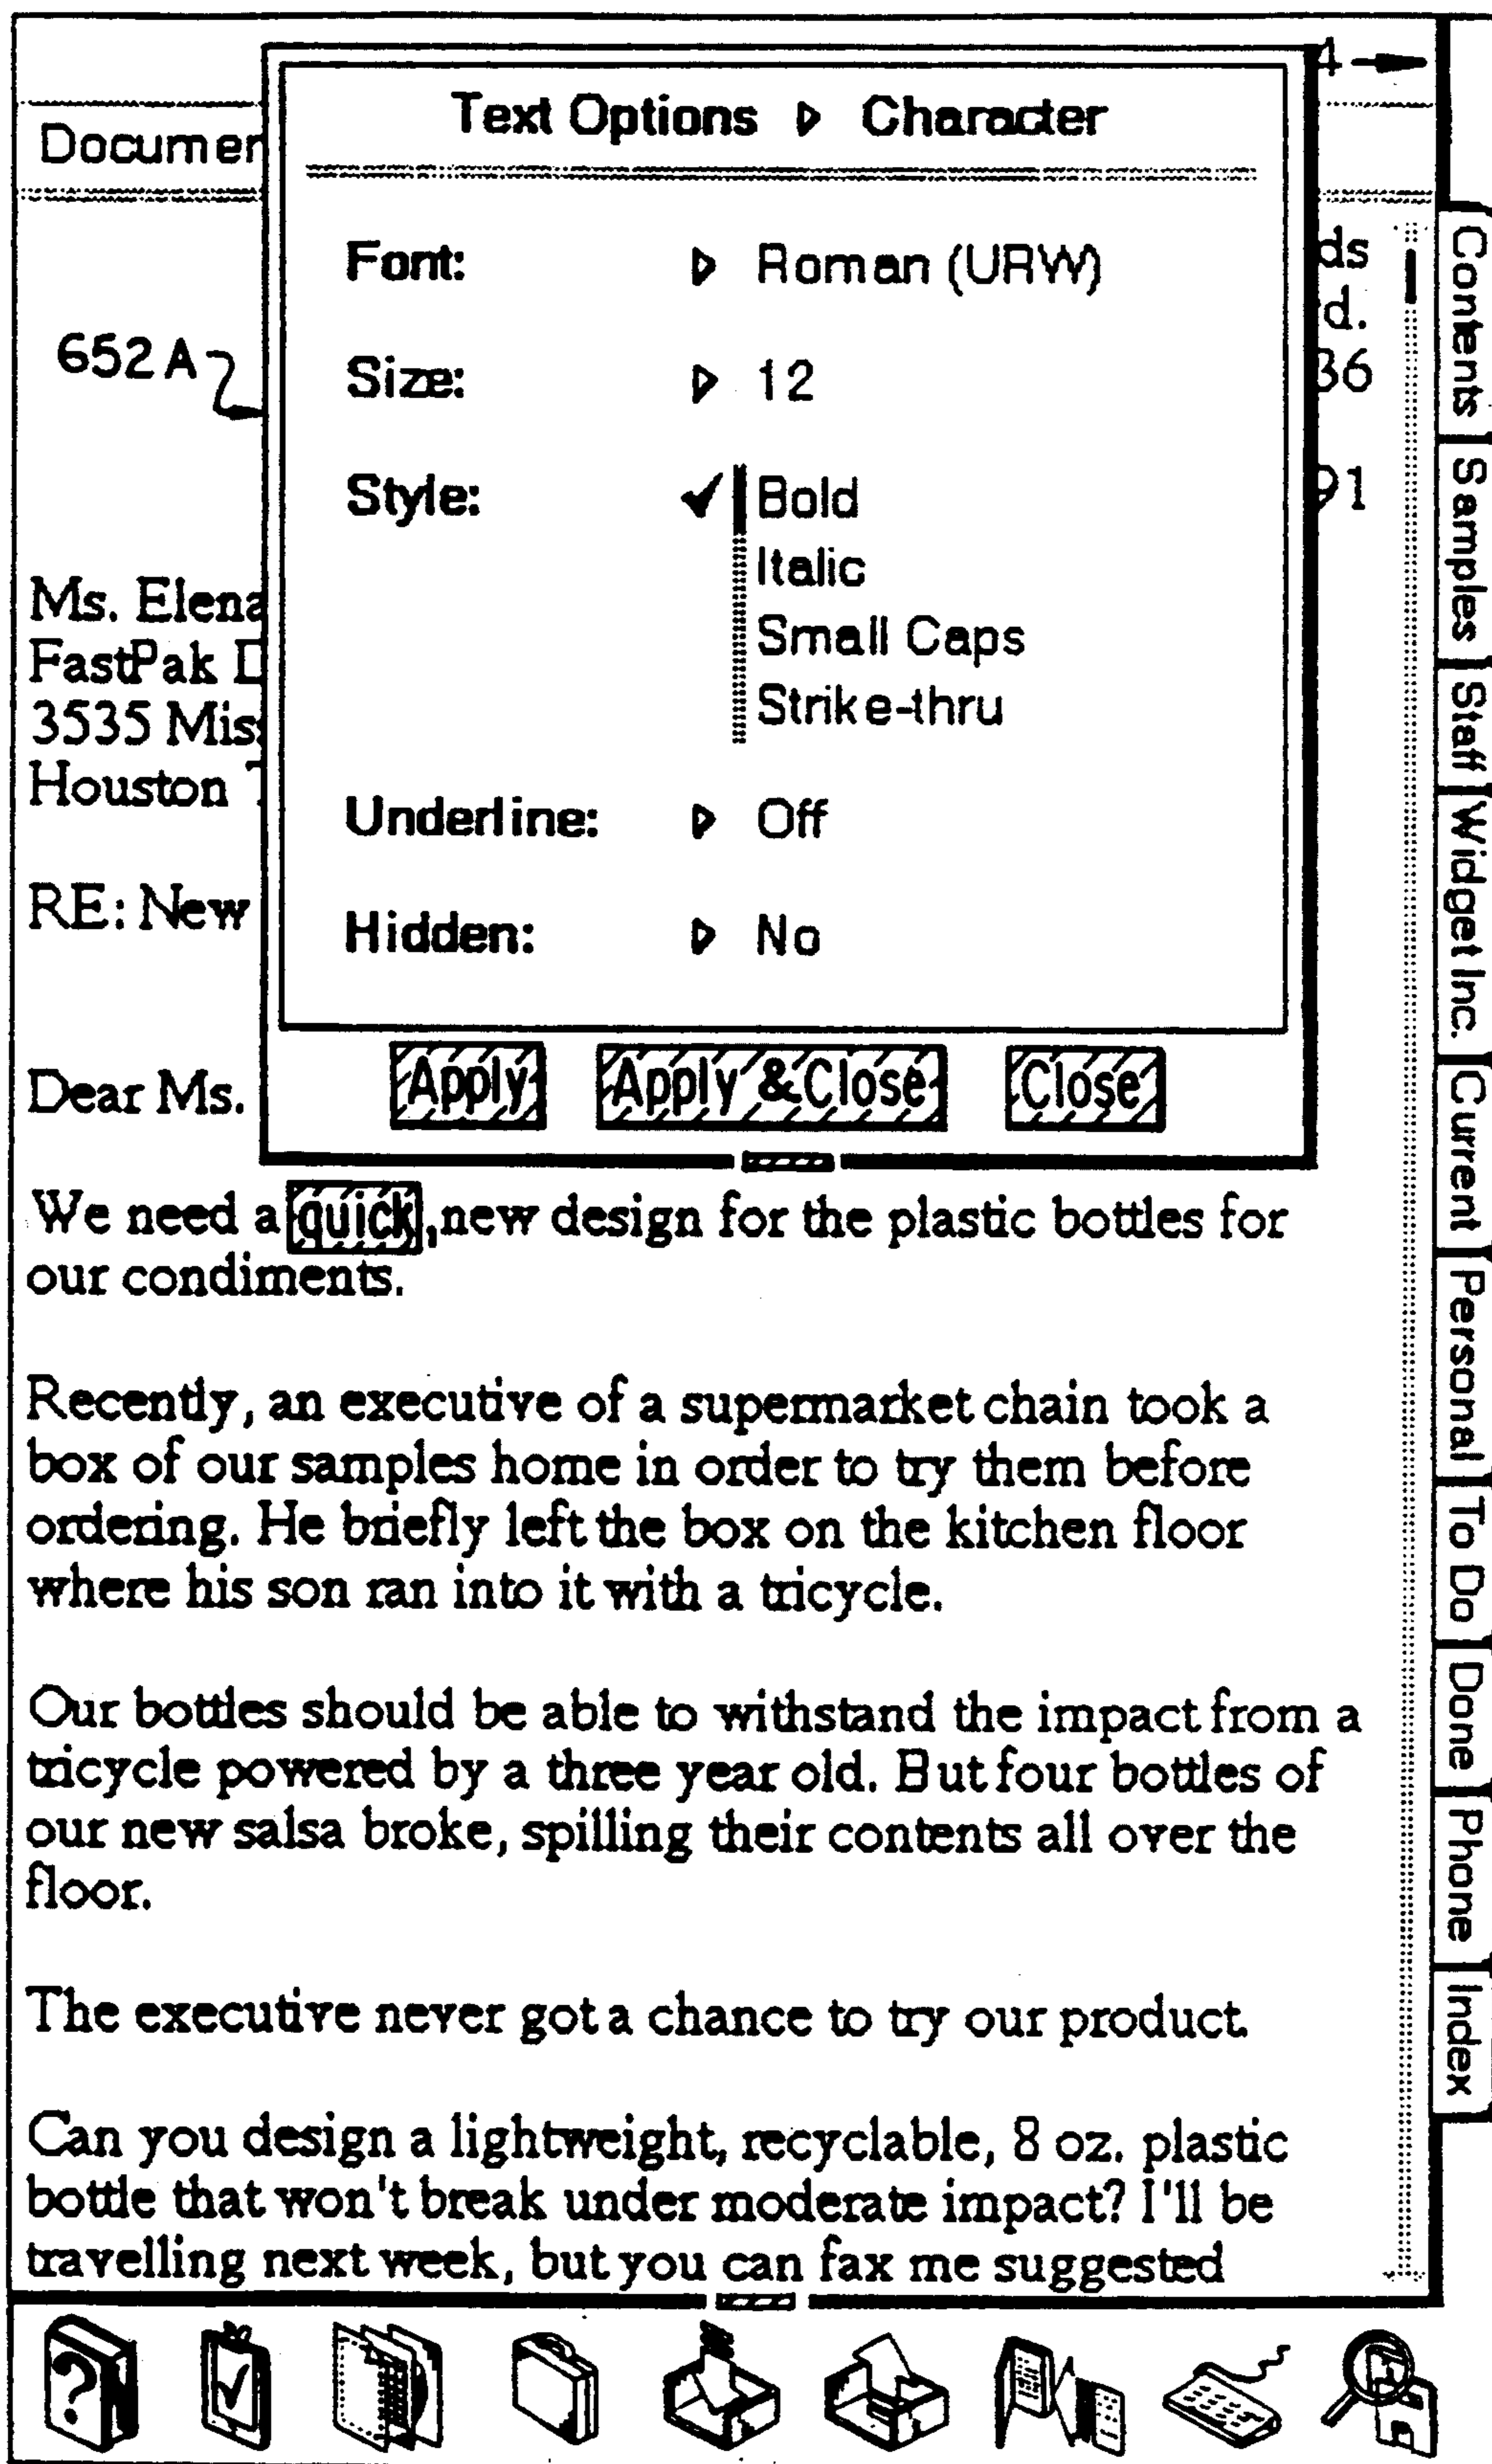 4
Documen
Text Options ▷ Character
Font: ▷ Roman (URW)
Size: ▷ 12
Style: ✓ Bold
Italic
Small Caps
Strike-thru
Underline: ▷ Off
Hidden: ▷ No
Apply Apply & Close Close
652A
ds
d.
36
91
Ms. Elena
FastPak D
3535 Miss
Houston T
RE: New
Dear Ms.
We need a quick, new design for the plastic bottles for
our condiments.
Recently, an executive of a supermarket chain took a
box of our samples home in order to try them before
ordering. He briefly left the box on the kitchen floor
where his son ran into it with a tricycle.
Our bottles should be able to withstand the impact from a
tricycle powered by a three year old. But four bottles of
our new salsa broke, spilling their contents all over the
floor.
The executive never got a chance to try our product.
Can you design a lightweight, recyclable, 8 oz. plastic
bottle that won't break under moderate impact? I'll be
travelling next week, but you can fax me suggested
Contents
Samples
Staff
Widget Inc.
Current
Personal
To Do
Done
Phone
Index
?